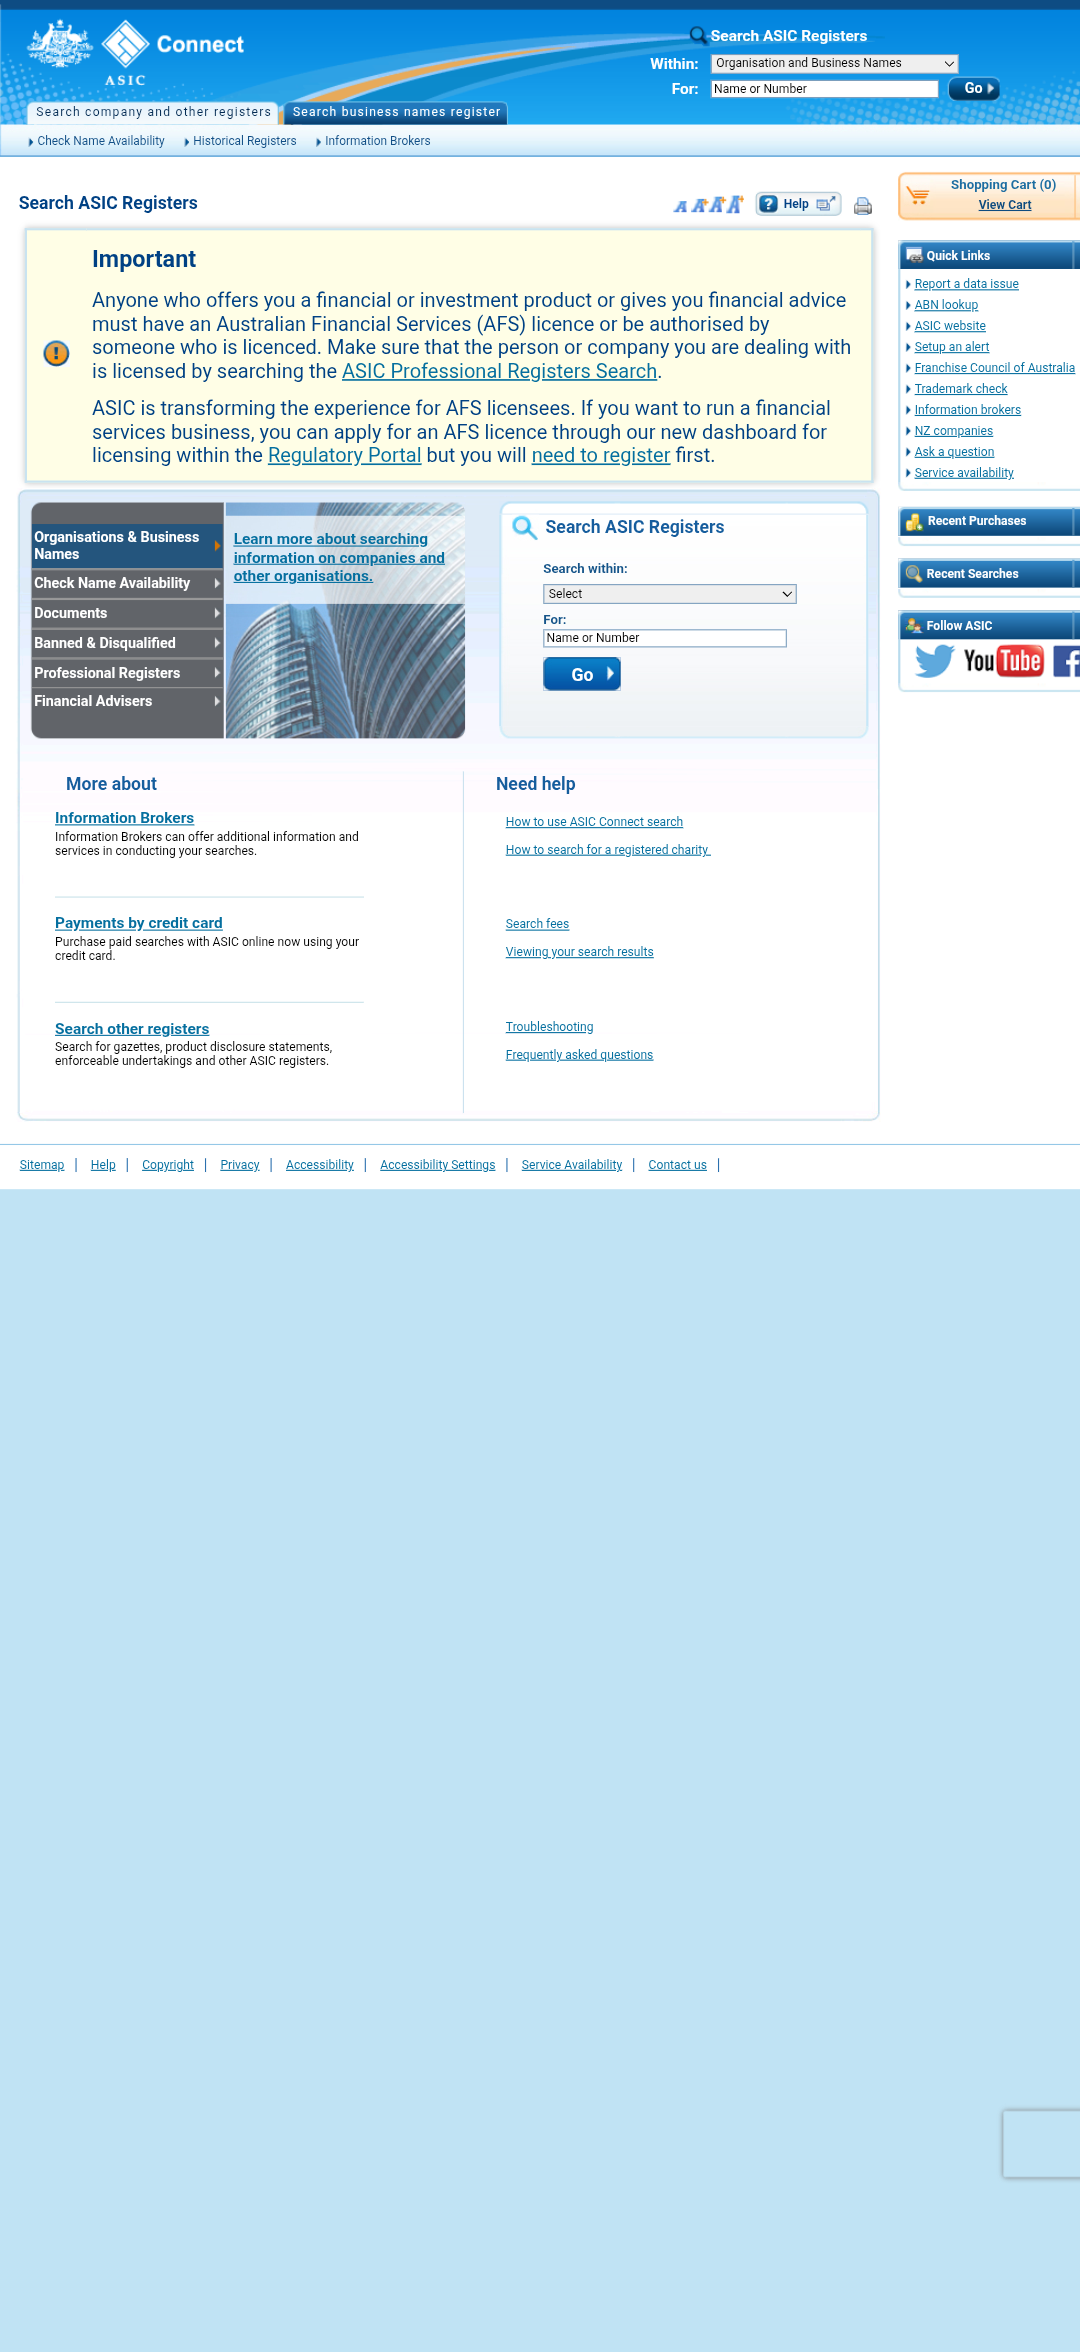 Connect
ASIC
Search ASIC Registers
Within:
Organisation and Business Names
For:
Name or Number
Go
Search company and other registers
Search business names register
Check Name Availability
Historical Registers
Information Brokers
Search ASIC Registers
A A+ A+ A+
Help
Shopping Cart (0)
View Cart
Important
Anyone who offers you a financial or investment product or gives you financial advice
must have an Australian Financial Services (AFS) licence or be authorised by
someone who is licenced. Make sure that the person or company you are dealing with
is licensed by searching the ASIC Professional Registers Search.
ASIC is transforming the experience for AFS licensees. If you want to run a financial
services business, you can apply for an AFS licence through our new dashboard for
licensing within the Regulatory Portal but you will need to register first.
Quick Links
Report a data issue
ABN lookup
ASIC website
Setup an alert
Franchise Council of Australia
Trademark check
Information brokers
NZ companies
Ask a question
Service availability
Recent Purchases
Recent Searches
Follow ASIC
YouTube
Organisations & Business
Names
Check Name Availability
Documents
Banned & Disqualified
Professional Registers
Financial Advisers
Learn more about searching
information on companies and
other organisations.
Search ASIC Registers
Search within:
Select
For:
Name or Number
Go
More about
Information Brokers
Information Brokers can offer additional information and
services in conducting your searches.
Payments by credit card
Purchase paid searches with ASIC online now using your
credit card.
Search other registers
Search for gazettes, product disclosure statements,
enforceable undertakings and other ASIC registers.
Need help
How to use ASIC Connect search
How to search for a registered charity
Search fees
Viewing your search results
Troubleshooting
Frequently asked questions
Sitemap | Help | Copyright | Privacy | Accessibility | Accessibility Settings | Service Availability | Contact us |